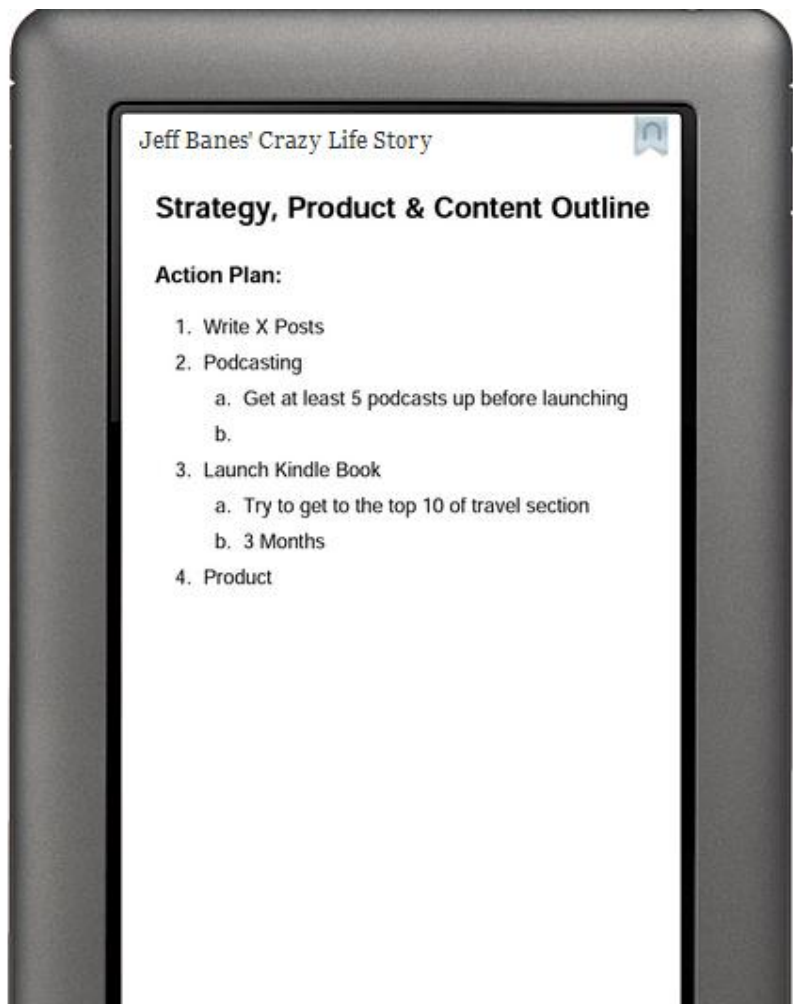 Jeff Banes' Crazy Life Story
Strategy, Product & Content Outline
Action Plan:
1. Write X Posts
2. Podcasting
a. Get at least 5 podcasts up before launching
b.
3. Launch Kindle Book
a. Try to get to the top 10 of travel section
b. 3 Months
4. Product